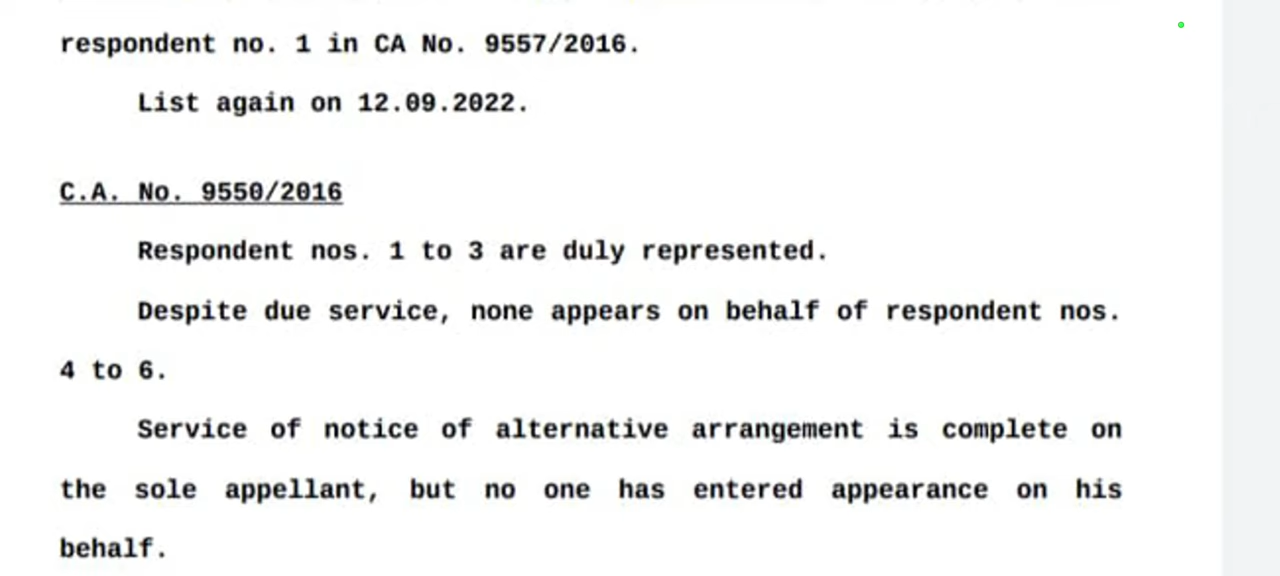 respondent no. 1 in CA No. 9557/2016.
List again on 12.09.2022.
C.A. No. 9550/2016
Respondent nos. 1 to 3 are duly represented.
Despite due service, none appears on behalf of respondent nos.
4 to 6.
Service of notice of alternative arrangement is complete on
the sole appellant, but no one has entered appearance on his
behalf.